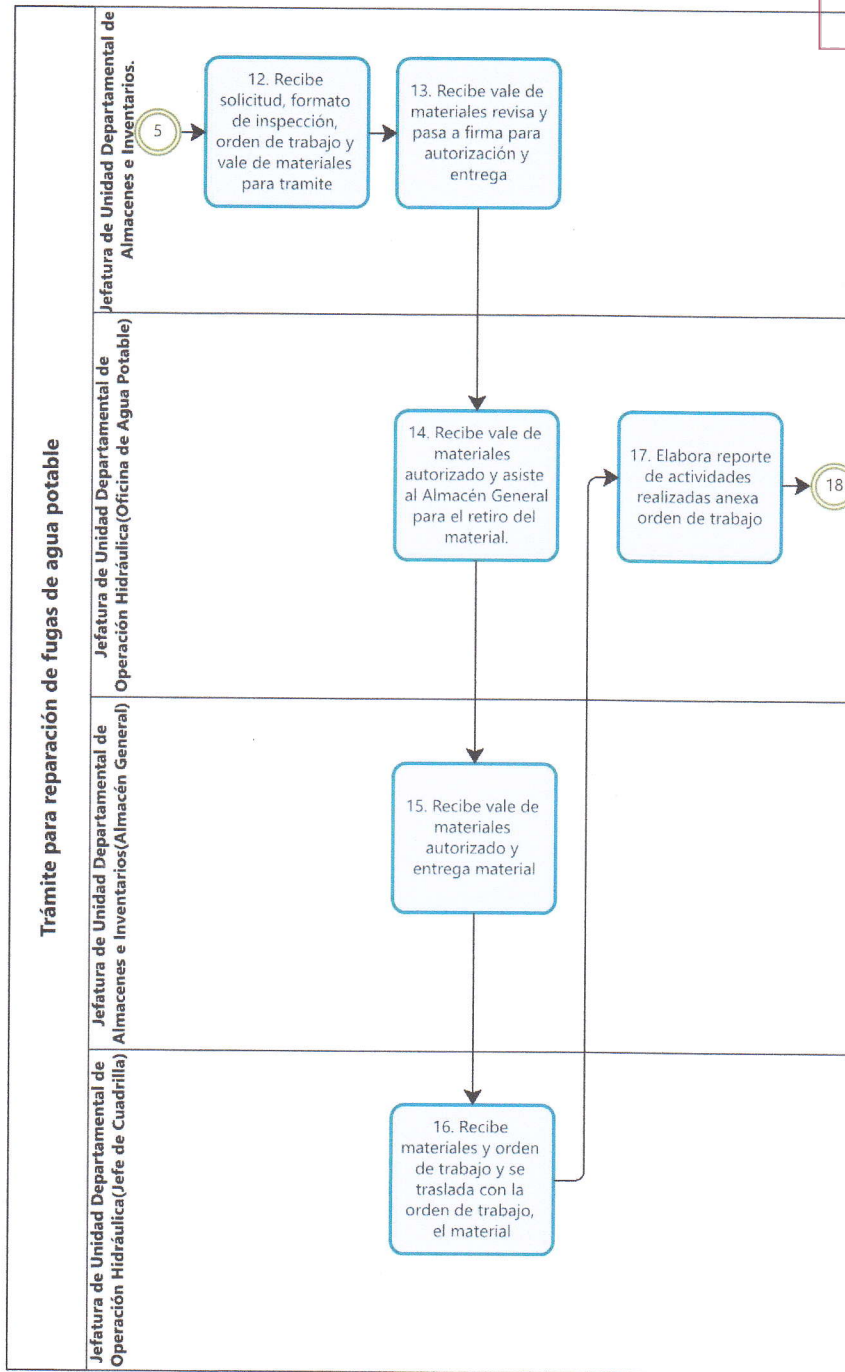 Trámite para reparación de fugas de agua potable
Jefatura de Unidad Departamental de
Almacenes e Inventarios.
5
12. Recibe
solicitud, formato
de inspección,
orden de trabajo y
vale de materiales
para tramite
13. Recibe vale de
materiales revisa y
pasa a firma para
autorización y
entrega
Jefatura de Unidad Departamental de
Operación Hidráulica(Oficina de Agua Potable)
14. Recibe vale de
materiales
autorizado y asiste
al Almacén General
para el retiro del
material.
17. Elabora reporte
de actividades
realizadas anexa
orden de trabajo
18
Jefatura de Unidad Departamental de
Almacenes e Inventarios(Almacén General)
15. Recibe vale de
materiales
autorizado y
entrega material
Jefatura de Unidad Departamental de
Operación Hidráulica(Jefe de Cuadrilla)
16. Recibe
materiales y orden
de trabajo y se
traslada con la
orden de trabajo,
el material